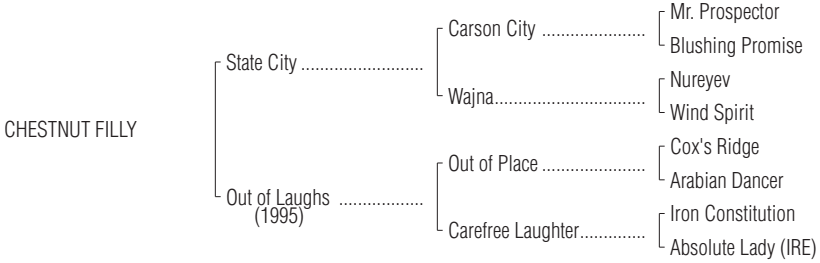 Mr. Prospector
Carson City ......................
Blushing Promise
State City ..........................
Nureyev
Wajna................................
Wind Spirit
CHESTNUT FILLY
Cox's Ridge
Out of Place ......................
Arabian Dancer
Out of Laughs ..................
(1995)
Iron Constitution
Carefree Laughter..............
Absolute Lady (IRE)